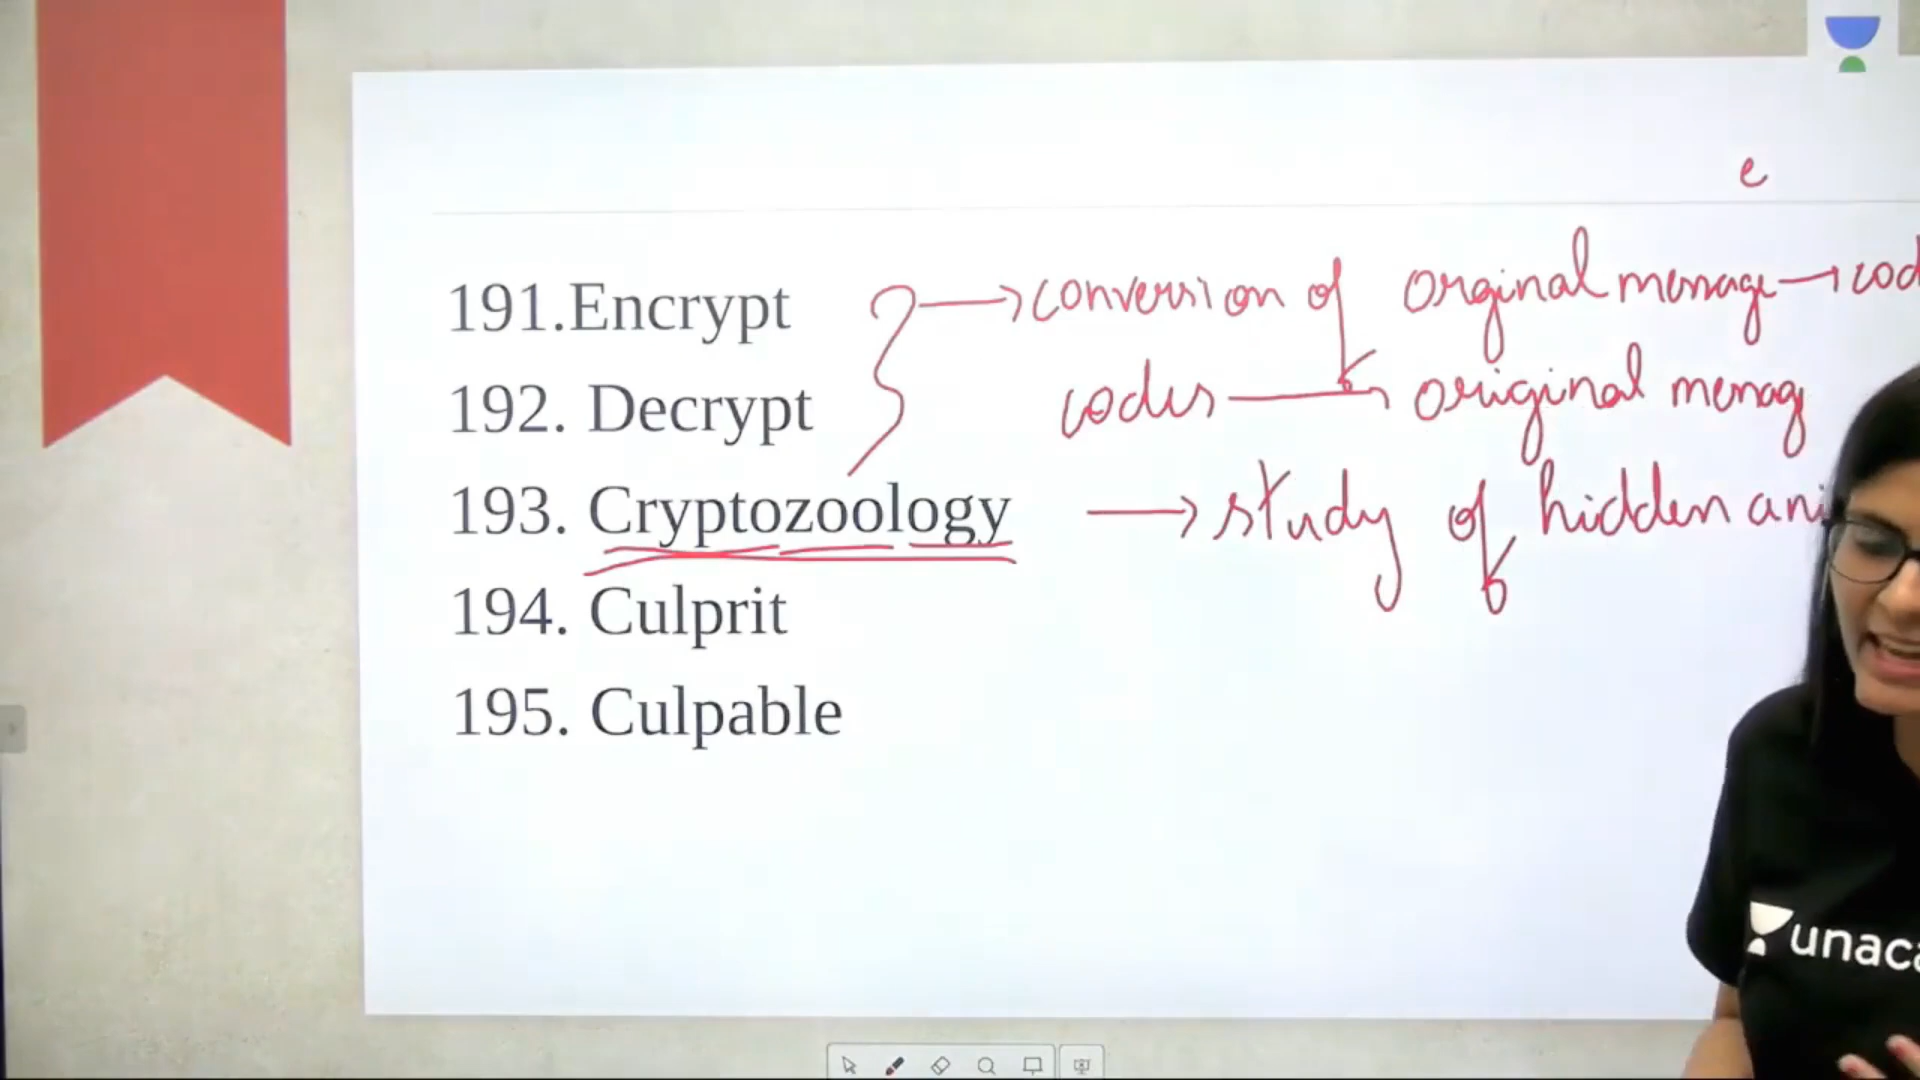 e
191.Encrypt → conversion of orginal message → cod
192. Decrypt codes → original messag
193. Cryptozoology → study of hidden ani
194. Culprit
195. Culpable
unaca